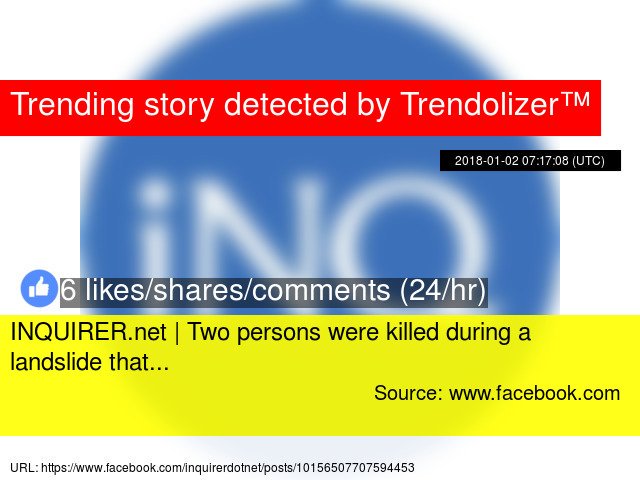 Trending story detected by Trendolizer™
2018-01-02 07:17:08 (UTC)
iNQ
6 likes/shares/comments (24/hr)
INQUIRER.net | Two persons were killed during a
landslide that...
Source: www.facebook.com
URL: https://www.facebook.com/inquirerdotnet/posts/10156507707594453